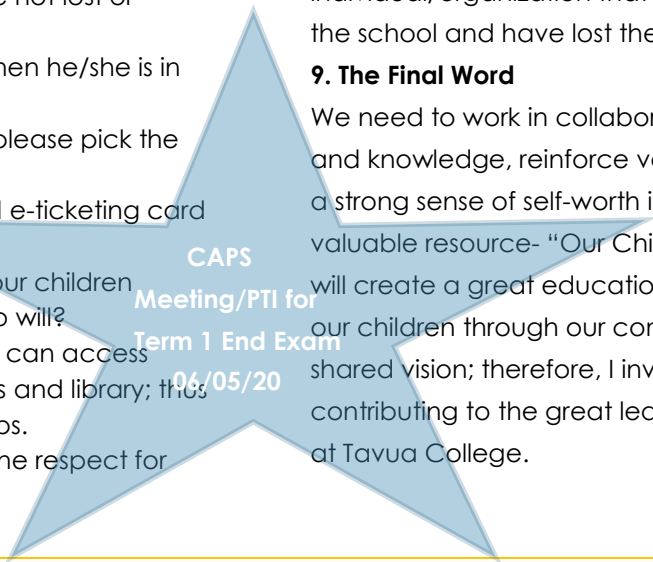 hen he/she is in
please pick the
e-ticketing card
our children
will?
can access
s and library; thus
ne respect for
the school and have lost the
9. The Final Word
We need to work in collabor
and knowledge, reinforce v
a strong sense of self-worth i
valuable resource- “Our Chi
will create a great educatio
our children through our co
shared vision; therefore, I inv
contributing to the great lea
at Tavua College.
CAPS
Meeting/PTI for
Term 1 End Exam
06/05/20